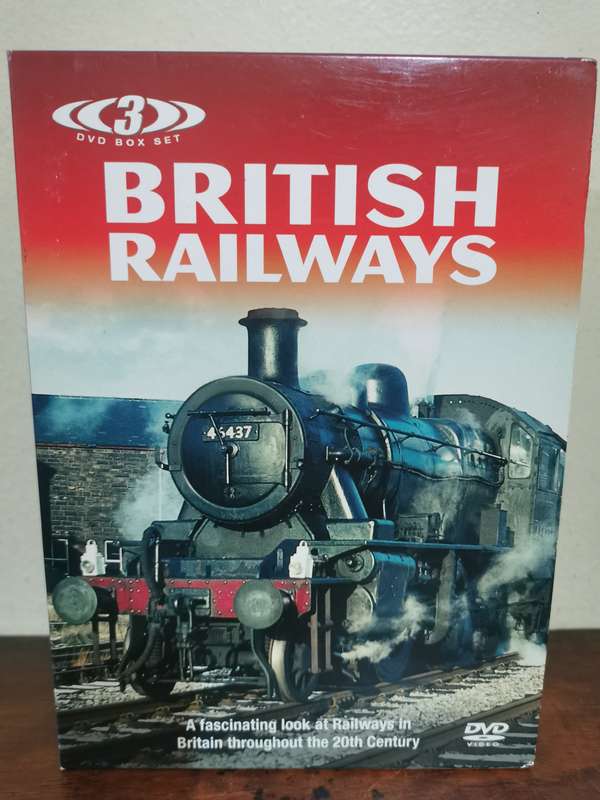 3
DVD BOX SET
BRITISH
RAILWAYS
46437
A fascinating look at Railways in
Britain throughout the 20th Century
DVD
VIDEO